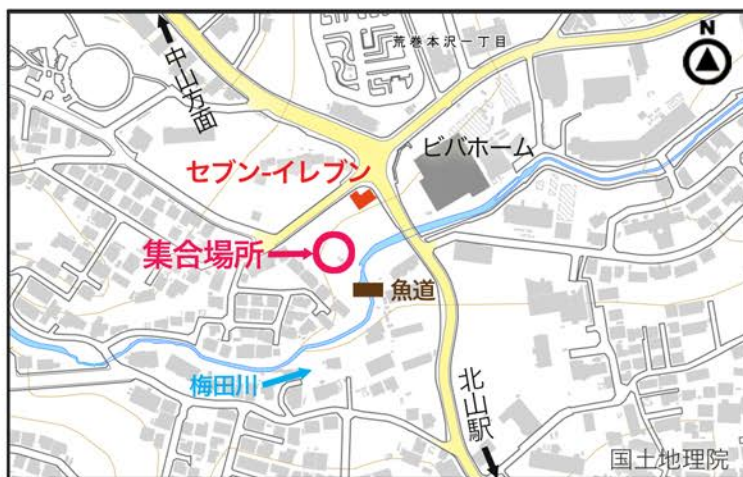 荒巻本沢一丁目
N
中山方面
ビバホーム
セブン-イレブン
集合場所
魚道
梅田川
北山駅
国土地理院